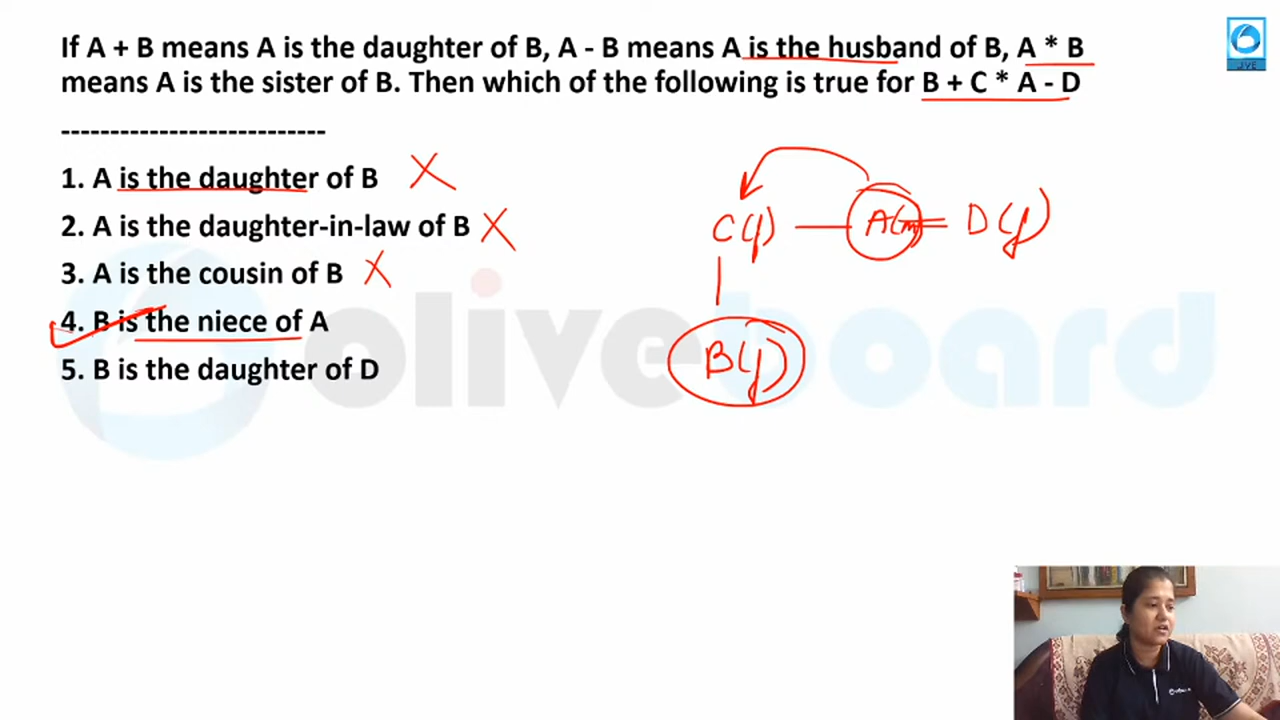 If A + B means A is the daughter of B, A - B means A is the husband of B, A * B
means A is the sister of B. Then which of the following is true for B + C * A - D
---------------------------
1. A is the daughter of B
2. A is the daughter-in-law of B
3. A is the cousin of B
4. B is the niece of A
5. B is the daughter of D
C(f) — A(m) = D(f)
B(f)
oliveboard
LIVE